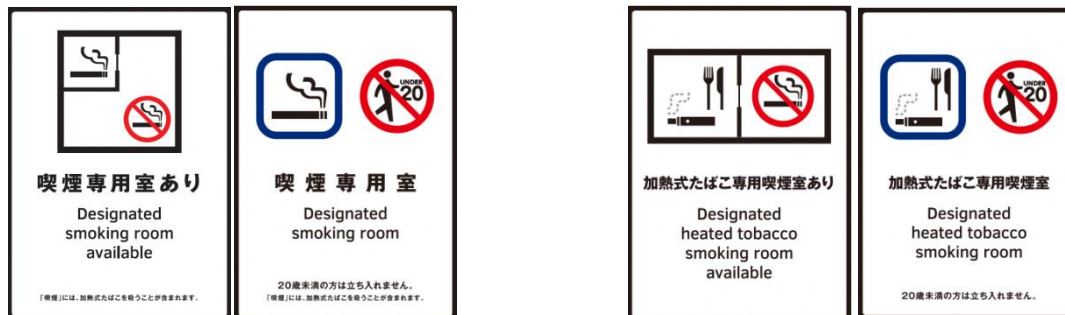 喫煙専用室あり
Designated
smoking room
available
「喫煙」には、加熱式たばこを吸うことが含まれます。
UNDER
20
喫煙専用室
Designated
smoking room
20歳未満の方は立ち入れません。
「喫煙」には、加熱式たばこを吸うことが含まれます。
加熱式たばこ専用喫煙室あり
Designated
heated tobacco
smoking room
available
UNDER
20
加熱式たばこ専用喫煙室
Designated
heated tobacco
smoking room
20歳未満の方は立ち入れません。